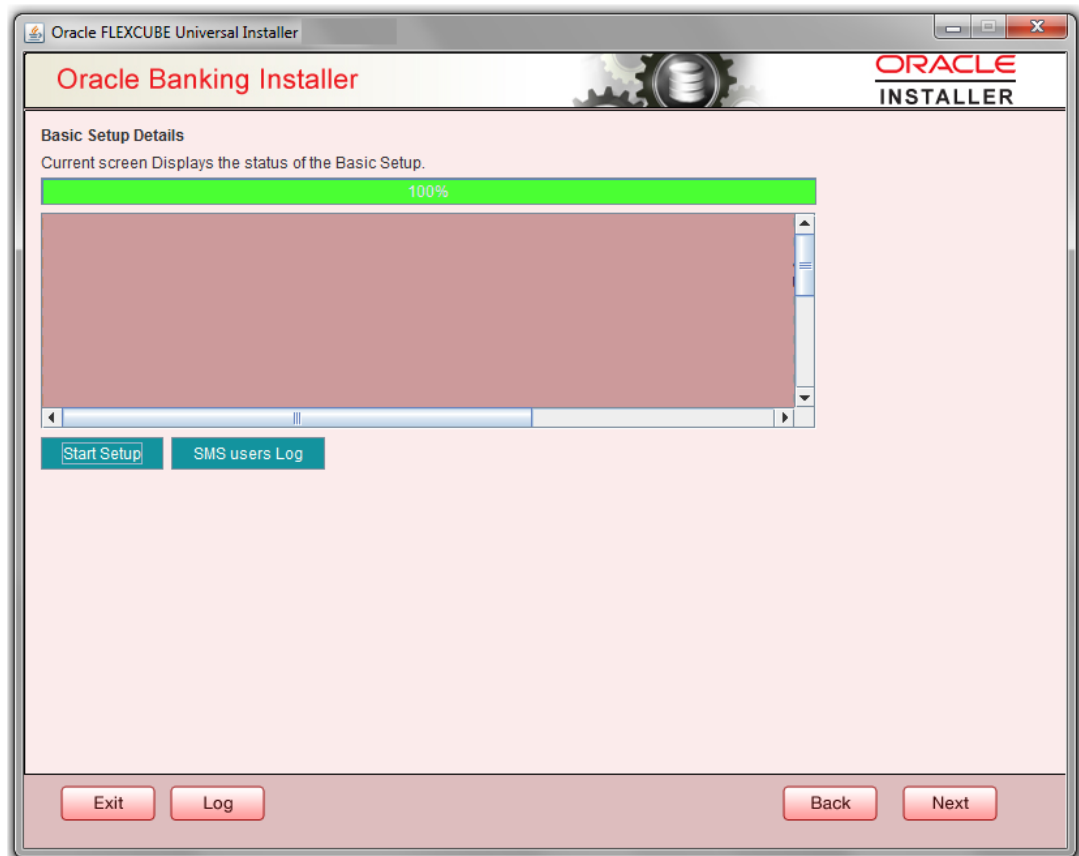 Oracle FLEXCUBE Universal Installer
Oracle Banking Installer
ORACLE
INSTALLER
Basic Setup Details
Current screen Displays the status of the Basic Setup.
100%
Start Setup
SMS users Log
Exit
Log
Back
Next